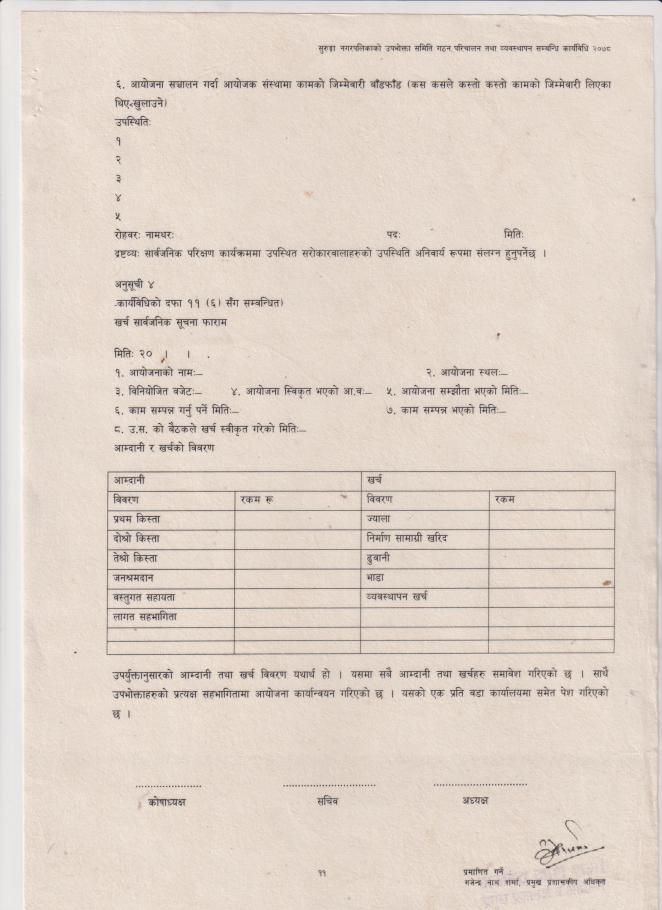 सुरुङ्गा नगरपलिकाको उपभोक्ता समिति गठन, परिचालन तथा व्यवस्थापन सम्बन्धि कार्यविधि २०७८
६. आयोजना सञ्चालन गर्दा आयोजक संस्थामा कामको जिम्मेवारी बाँडफाँड (कस कसले कस्तो कस्तो कामको जिम्मेवारी लिएका
थिए-खुलाउने)
उपस्थितिः
१
२
३
४
५
रोहवरः नामथरः पदः मितिः
द्रष्टव्यः सार्वजनिक परिक्षण कार्यक्रममा उपस्थित सरोकारवालाहरुको उपस्थिति अनिवार्य रूपमा संलग्न हुनुपर्नेछ ।
अनुसूची ४
कार्यविधिको दफा ११ (६) सँग सम्बन्धित)
खर्च सार्वजनिक सूचना फाराम
मितिः २० । । .
१. आयोजनाको नामः— २. आयोजना स्थलः—
३. विनियोजित वजेटः— ४. आयोजना स्विकृत भएको आ.वः— ५. आयोजना सम्झौता भएको मितिः—
६. काम सम्पन्न गर्नु पर्ने मितिः— ७. काम सम्पन्न भएको मितिः—
८. उ.स. को बैठकले खर्च स्वीकृत गरेको मितिः—
आम्दानी र खर्चको विवरण
आम्दानी खर्च
विवरण रकम रू विवरण रकम
प्रथम किस्ता ज्याला
दोश्रो किस्ता निर्माण सामाग्री खरिद
तेश्रो किस्ता ढुवानी
जनश्रमदान भाडा
वस्तुगत सहायता व्यवस्थापन खर्च
लागत सहभागिता
उपर्युक्तानुसारको आम्दानी तथा खर्च विवरण यथार्थ हो । यसमा सबै आम्दानी तथा खर्चहरु समावेश गरिएको छ । साथै
उपभोक्ताहरुको प्रत्यक्ष सहभागितामा आयोजना कार्यान्वयन गरिएको छ । यसको एक प्रति वडा कार्यालयमा समेत पेश गरिएको
छ ।
कोषाध्यक्ष सचिव अध्यक्ष
११
प्रमाणित गर्ने
गजेन्द्र नाथ शर्मा, प्रमुख प्रशासकीय अधिकृत